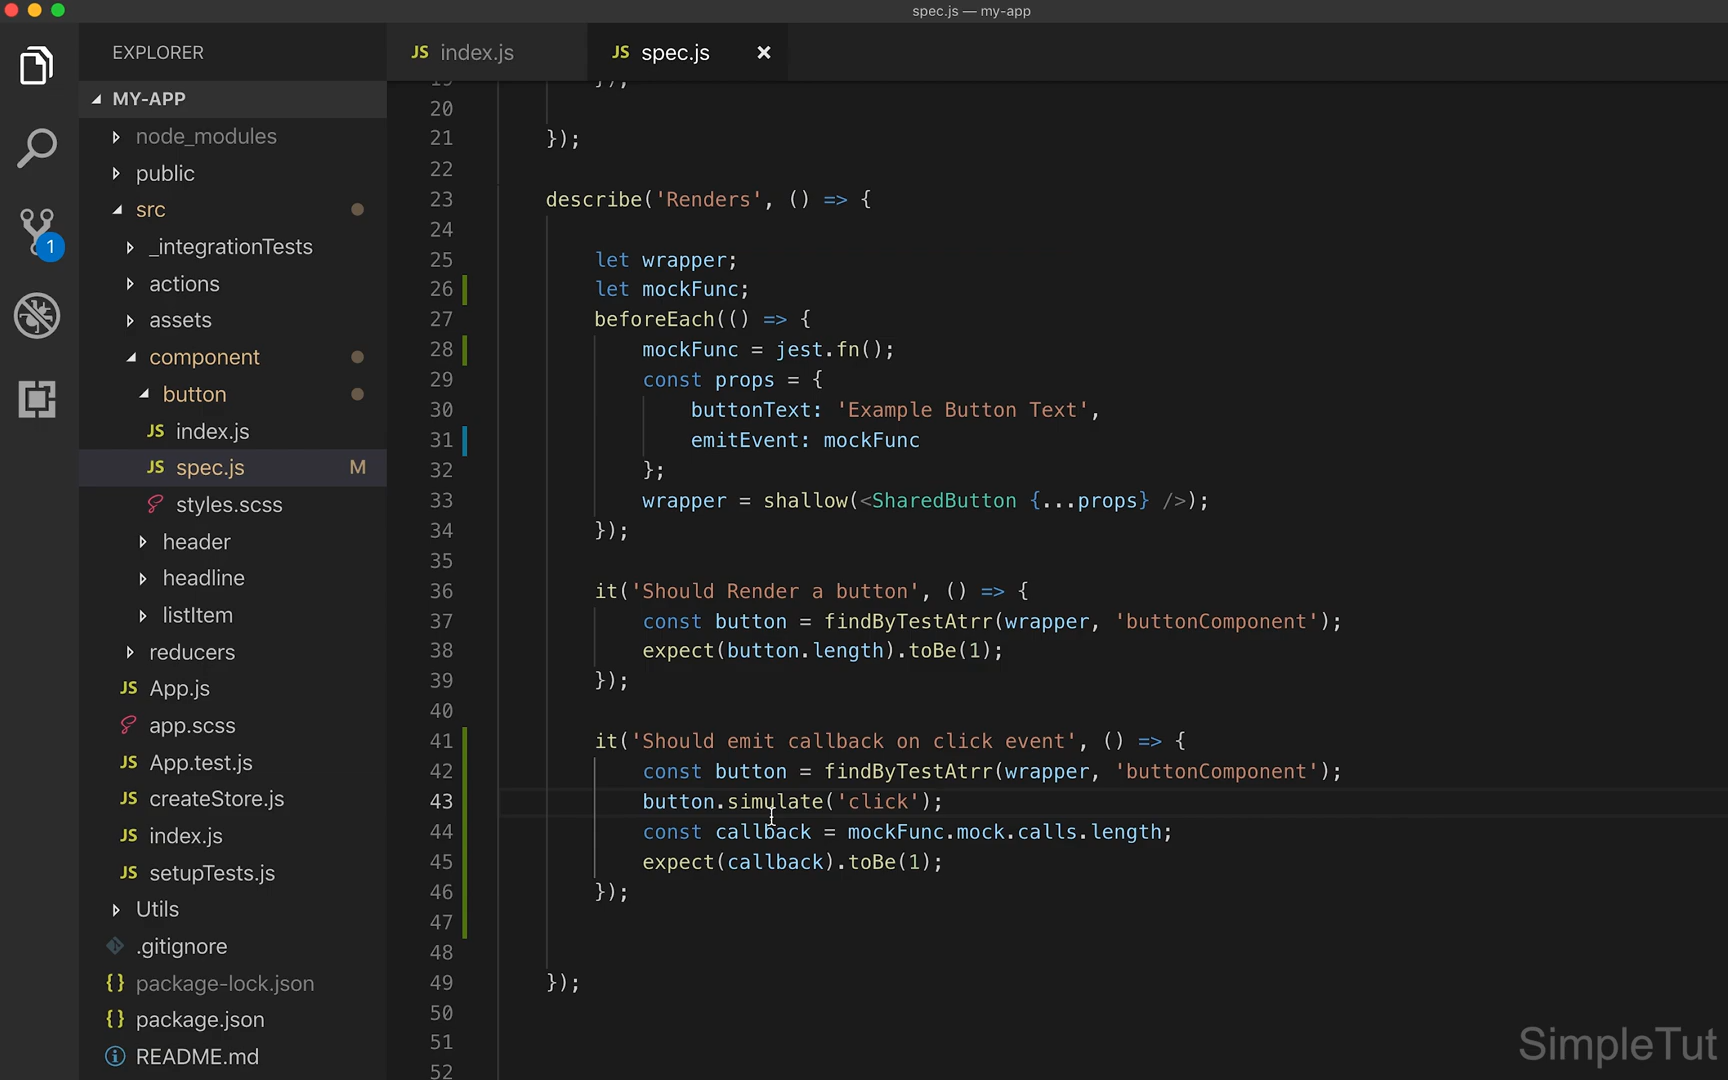 spec.js — my-app
EXPLORER
MY-APP
node_modules
public
src
_integrationTests
actions
assets
component
button
JS index.js
JS spec.js M
styles.scss
header
headline
listItem
reducers
JS App.js
app.scss
JS App.test.js
JS createStore.js
JS index.js
JS setupTests.js
Utils
.gitignore
{} package-lock.json
{} package.json
README.md
1
JS index.js
JS spec.js ×
19 });
20
21 });
22
23 describe('Renders', () => {
24
25 let wrapper;
26 let mockFunc;
27 beforeEach(() => {
28 mockFunc = jest.fn();
29 const props = {
30 buttonText: 'Example Button Text',
31 emitEvent: mockFunc
32 };
33 wrapper = shallow(<SharedButton {...props} />);
34 });
35
36 it('Should Render a button', () => {
37 const button = findByTestAtrr(wrapper, 'buttonComponent');
38 expect(button.length).toBe(1);
39 });
40
41 it('Should emit callback on click event', () => {
42 const button = findByTestAtrr(wrapper, 'buttonComponent');
43 button.simulate('click');
44 const callback = mockFunc.mock.calls.length;
45 expect(callback).toBe(1);
46 });
47
48
49 });
50
51
52
SimpleTut